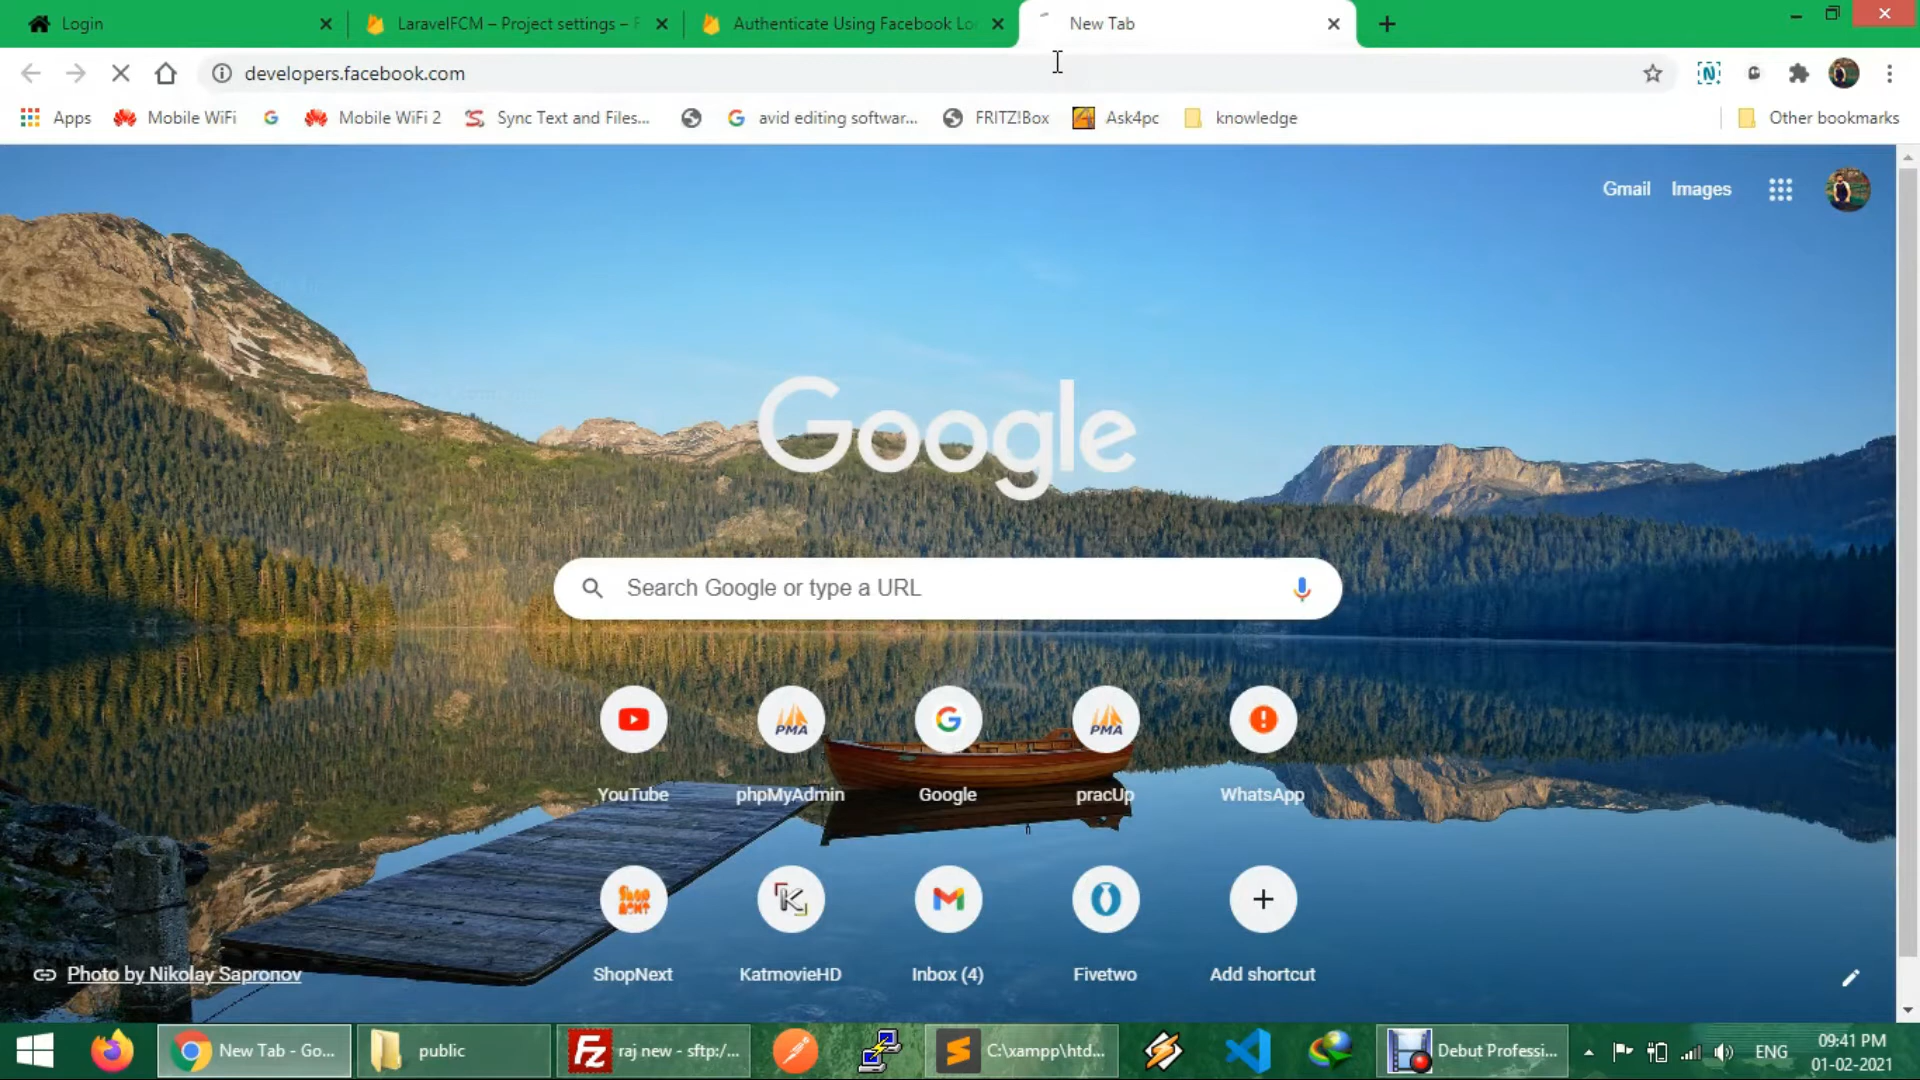 Login
LaravelFCM – Project settings – F
Authenticate Using Facebook Lo
New Tab
developers.facebook.com
Apps
Mobile WiFi
Mobile WiFi 2
Sync Text and Files...
avid editing softwar...
FRITZ!Box
Ask4pc
knowledge
Other bookmarks
Gmail
Images
Google
Search Google or type a URL
PMA
PMA
YouTube
phpMyAdmin
Google
pracUp
WhatsApp
ShopNext
KatmovieHD
Inbox (4)
Fivetwo
Add shortcut
Photo by Nikolay Sapronov
New Tab - Go...
public
raj new - sftp:/...
C:\xampp\htd...
Debut Professi...
ENG
09:41 PM
01-02-2021